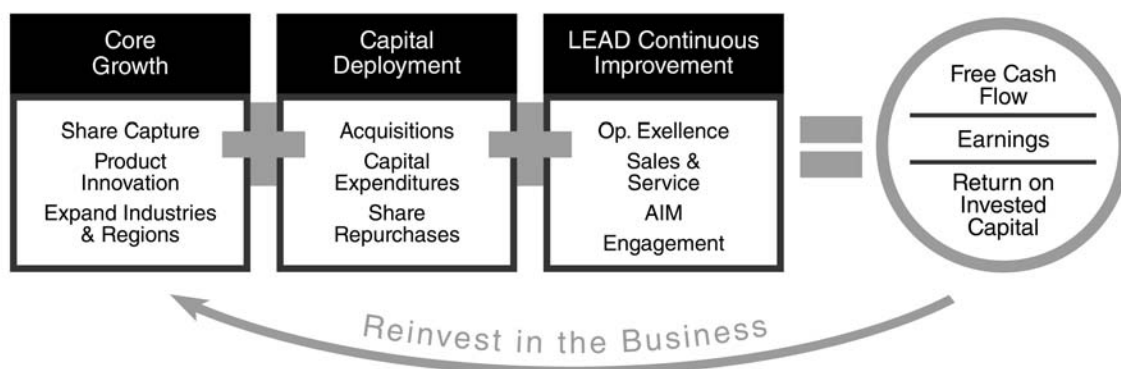 Core
Growth
Share Capture
Product
Innovation
Expand Industries
& Regions
Capital
Deployment
Acquisitions
Capital
Expenditures
Share
Repurchases
LEAD Continuous
Improvement
Op. Exellence
Sales &
Service
AIM
Engagement
Free Cash
Flow
Earnings
Return on
Invested
Capital
Reinvest in the Business